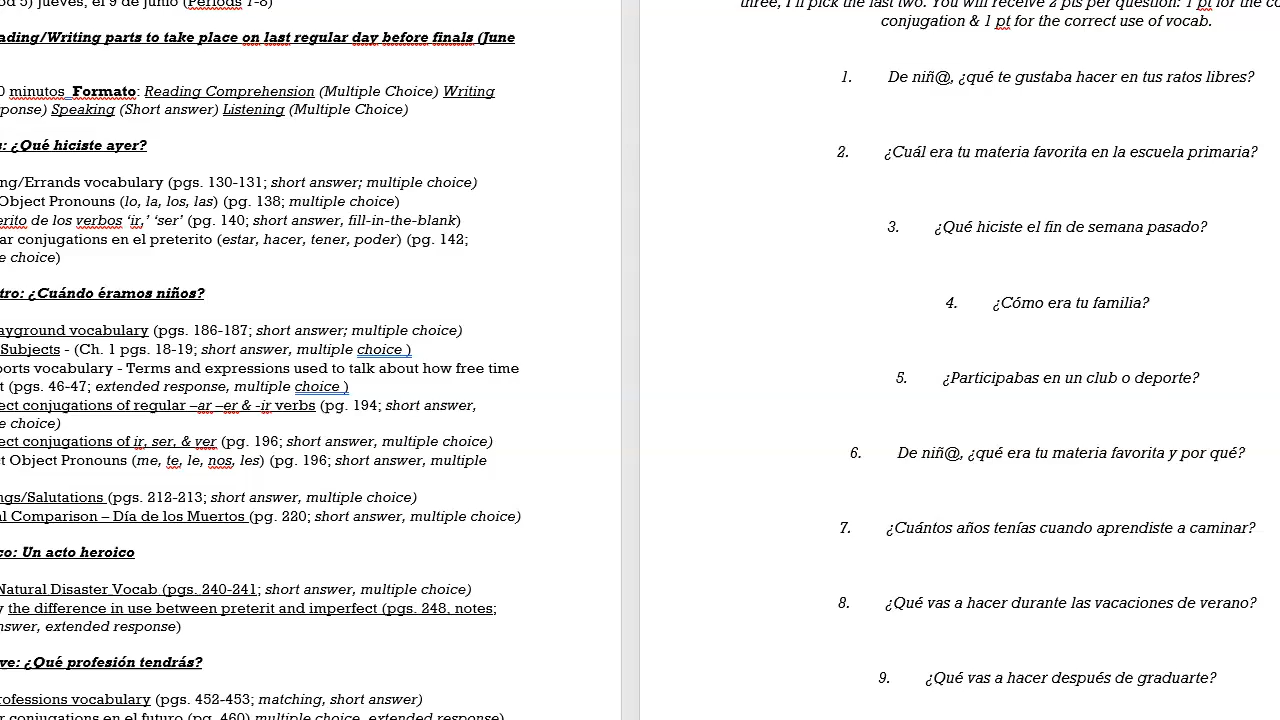 od 5) jueves, el 9 de junio (Periods 1-8)
ading/Writing parts to take place on last regular day before finals (June
0 minutos Formato: Reading Comprehension (Multiple Choice) Writing
ponse) Speaking (Short answer) Listening (Multiple Choice)
s: ¿Qué hiciste ayer?
ng/Errands vocabulary (pgs. 130-131; short answer; multiple choice)
Object Pronouns (lo, la, los, las) (pg. 138; multiple choice)
erito de los verbos ‘ir,’ ‘ser’ (pg. 140; short answer, fill-in-the-blank)
ar conjugations en el preterito (estar, hacer, tener, poder) (pg. 142;
e choice)
tro: ¿Cuándo éramos niños?
ayground vocabulary (pgs. 186-187; short answer; multiple choice)
Subjects - (Ch. 1 pgs. 18-19; short answer, multiple choice )
ports vocabulary - Terms and expressions used to talk about how free time
t (pgs. 46-47; extended response, multiple choice )
ect conjugations of regular –ar –er & -ir verbs (pg. 194; short answer,
e choice)
ect conjugations of ir, ser, & ver (pg. 196; short answer, multiple choice)
ct Object Pronouns (me, te, le, nos, les) (pg. 196; short answer, multiple
ngs/Salutations (pgs. 212-213; short answer, multiple choice)
al Comparison – Día de los Muertos (pg. 220; short answer, multiple choice)
co: Un acto heroico
Natural Disaster Vocab (pgs. 240-241; short answer, multiple choice)
y the difference in use between preterit and imperfect (pgs. 248, notes;
nswer, extended response)
ve: ¿Qué profesión tendrás?
rofessions vocabulary (pgs. 452-453; matching, short answer)
r conjugations en el futuro (pg. 460) multiple choice, extended response)
three, I’ll pick the last two. You will receive 2 pts per question: 1 pt for the co
conjugation & 1 pt for the correct use of vocab.
1. De niñ@, ¿qué te gustaba hacer en tus ratos libres?
2. ¿Cuál era tu materia favorita en la escuela primaria?
3. ¿Qué hiciste el fin de semana pasado?
4. ¿Cómo era tu familia?
5. ¿Participabas en un club o deporte?
6. De niñ@, ¿qué era tu materia favorita y por qué?
7. ¿Cuántos años tenías cuando aprendiste a caminar?
8. ¿Qué vas a hacer durante las vacaciones de verano?
9. ¿Qué vas a hacer después de graduarte?